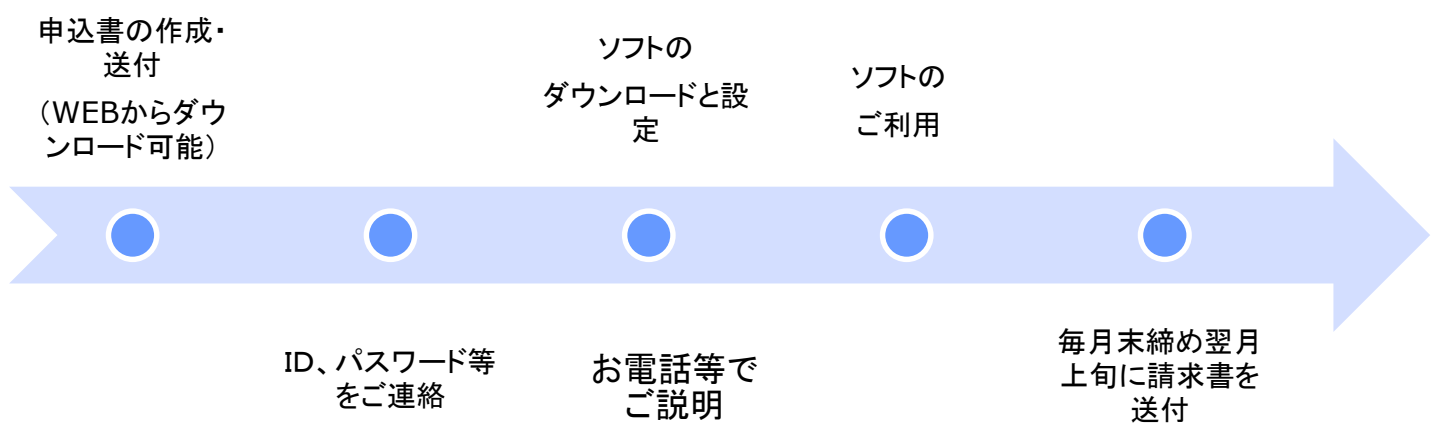 申込書の作成・
送付
（WEBからダウ
ンロード可能）
ID、パスワード等
をご連絡
ソフトの
ダウンロードと設
定
お電話等で
ご説明
ソフトの
ご利用
毎月末締め翌月
上旬に請求書を
送付